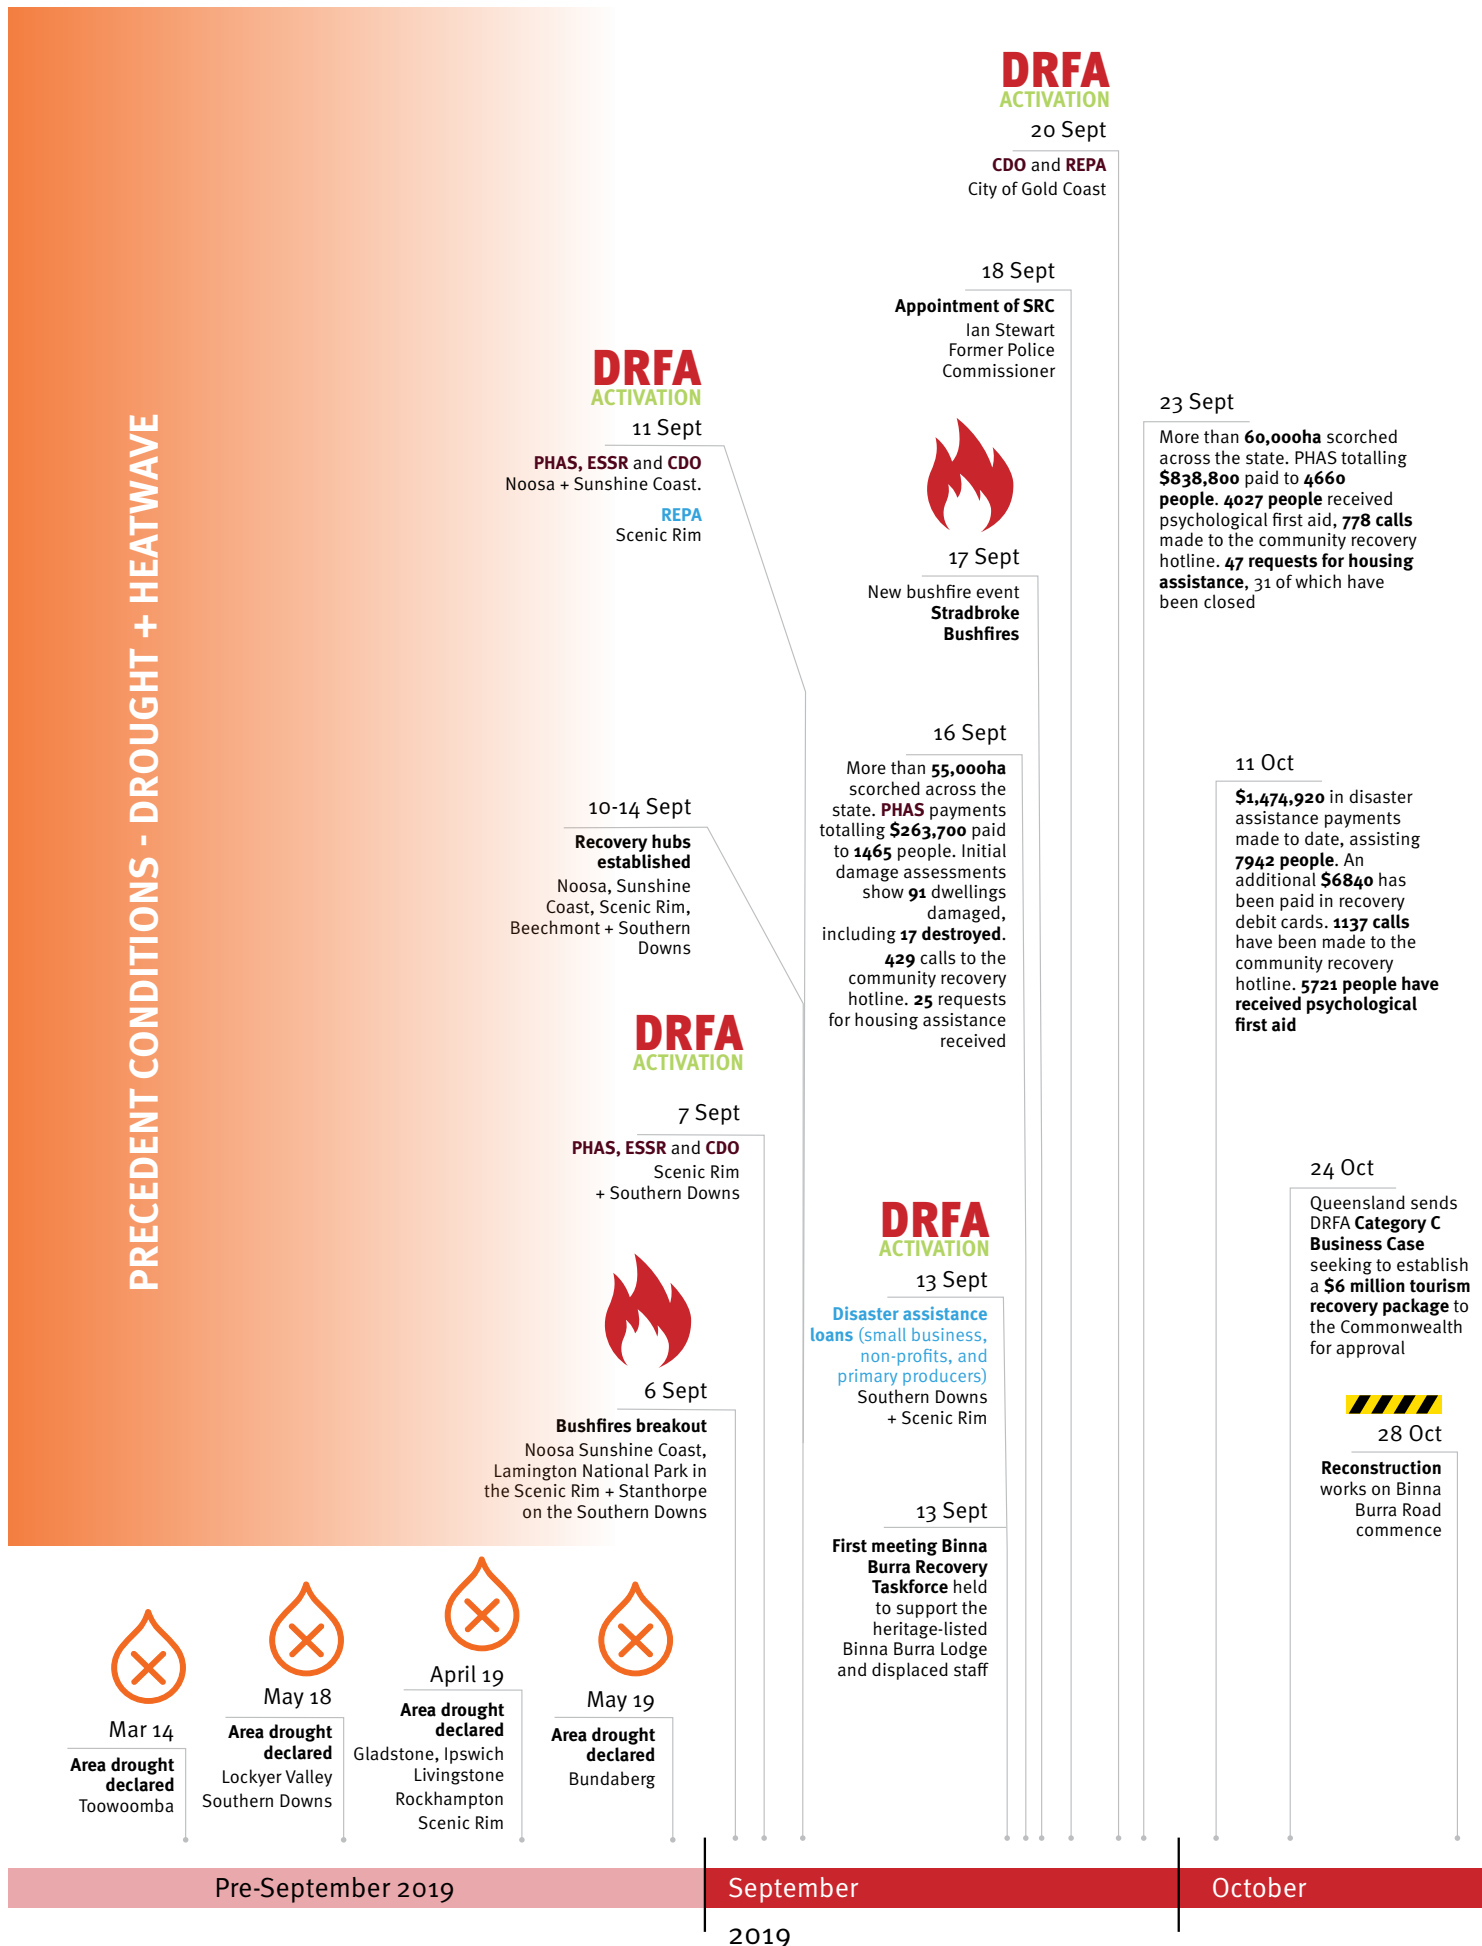 PRECEDENT CONDITIONS - DROUGHT + HEATWAVE
Mar 14
Area drought
declared
Toowoomba
May 18
Area drought
declared
Lockyer Valley
Southern Downs
April 19
Area drought
declared
Gladstone, Ipswich
Livingstone
Rockhampton
Scenic Rim
May 19
Area drought
declared
Bundaberg
6 Sept
Bushfires breakout
Noosa Sunshine Coast,
Lamington National Park in
the Scenic Rim + Stanthorpe
on the Southern Downs
DRFA
ACTIVATION
7 Sept
PHAS, ESSR and CDO
Scenic Rim
+ Southern Downs
10-14 Sept
Recovery hubs
established
Noosa, Sunshine
Coast, Scenic Rim,
Beechmont + Southern
Downs
DRFA
ACTIVATION
11 Sept
PHAS, ESSR and CDO
Noosa + Sunshine Coast.
REPA
Scenic Rim
DRFA
ACTIVATION
13 Sept
Disaster assistance
loans (small business,
non-profits, and
primary producers)
Southern Downs
+ Scenic Rim
13 Sept
First meeting Binna
Burra Recovery
Taskforce held
to support the
heritage-listed
Binna Burra Lodge
and displaced staff
16 Sept
More than 55,000ha
scorched across the
state. PHAS payments
totalling $263,700 paid
to 1465 people. Initial
damage assessments
show 91 dwellings
damaged,
including 17 destroyed.
429 calls to the
community recovery
hotline. 25 requests
for housing assistance
received
17 Sept
New bushfire event
Stradbroke
Bushfires
18 Sept
Appointment of SRC
Ian Stewart
Former Police
Commissioner
DRFA
ACTIVATION
20 Sept
CDO and REPA
City of Gold Coast
23 Sept
More than 60,000ha scorched
across the state. PHAS totalling
$838,800 paid to 4660
people. 4027 people received
psychological first aid, 778 calls
made to the community recovery
hotline. 47 requests for housing
assistance, 31 of which have
been closed
11 Oct
$1,474,920 in disaster
assistance payments
made to date, assisting
7942 people. An
additional $6840 has
been paid in recovery
debit cards. 1137 calls
have been made to the
community recovery
hotline. 5721 people have
received psychological
first aid
24 Oct
Queensland sends
DRFA Category C
Business Case
seeking to establish
a $6 million tourism
recovery package to
the Commonwealth
for approval
28 Oct
Reconstruction
works on Binna
Burra Road
commence
Pre-September 2019
September
October
2019